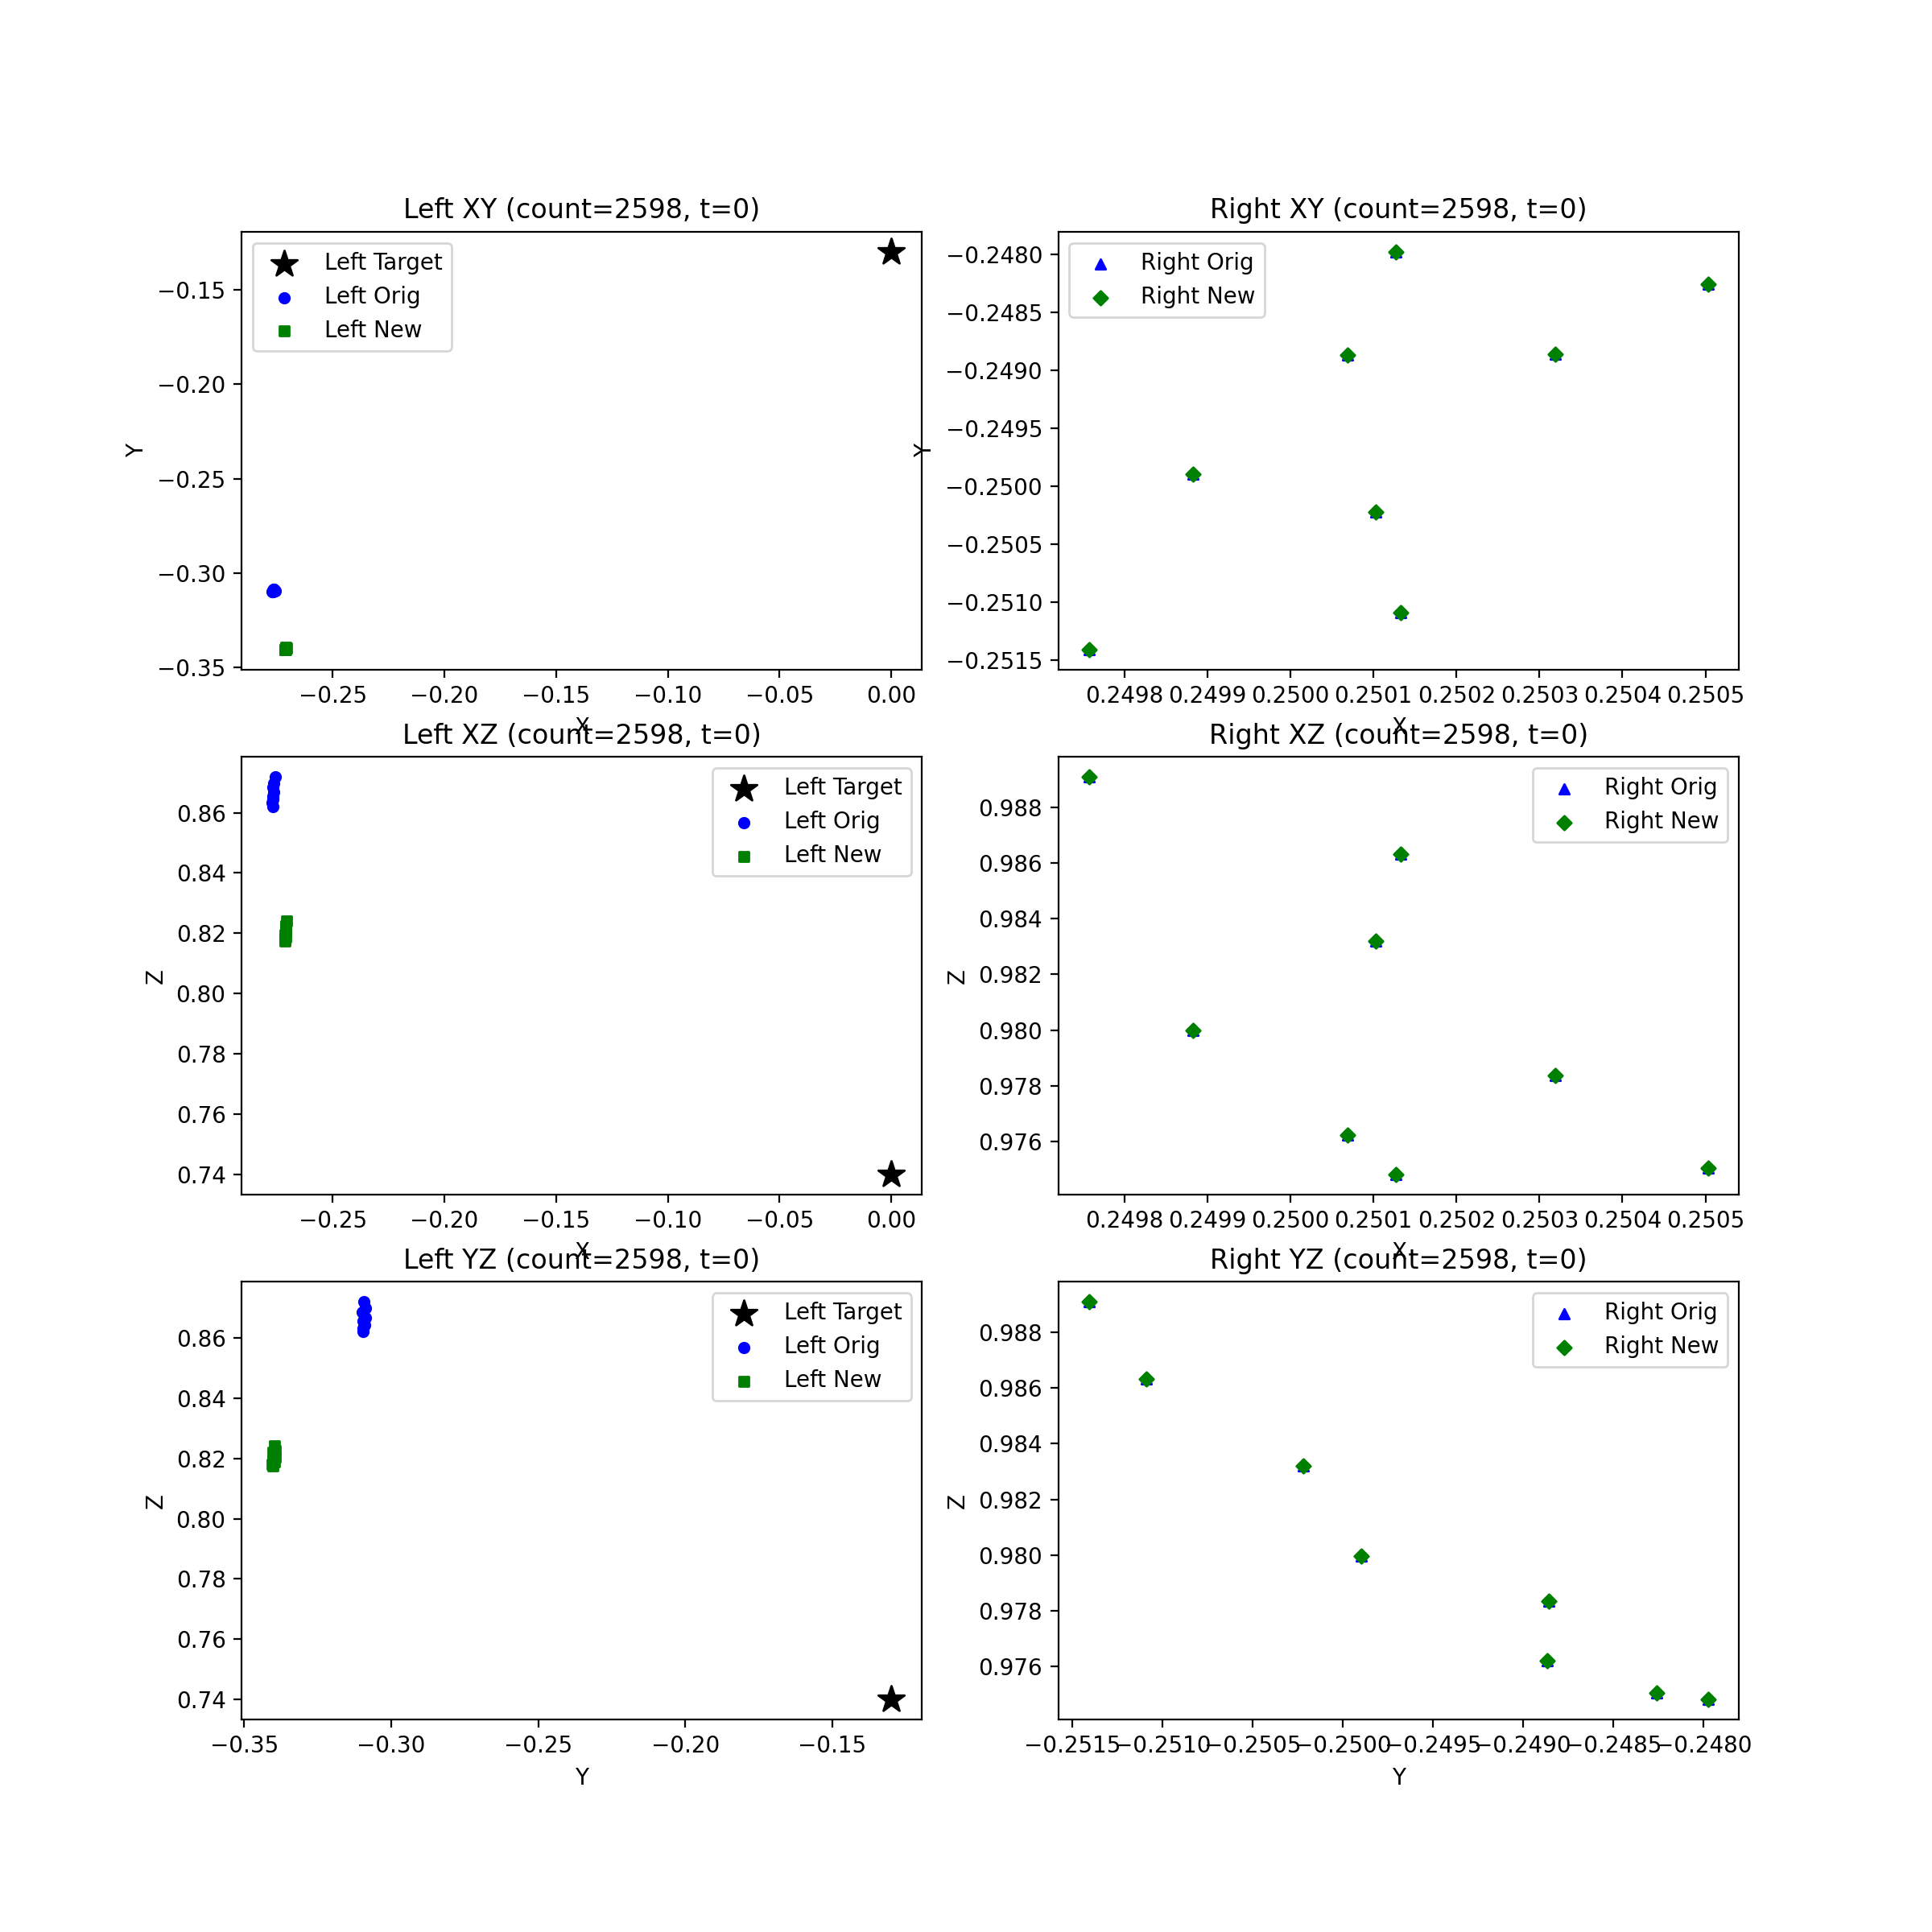 Left XY (count=2598, t=0)
Left Target
Left Orig
Left New
−0.15
−0.20
−0.25
−0.30
−0.35
Y
−0.25
−0.20
−0.15
−0.10
−0.05
0.00
X
Right XY (count=2598, t=0)
Right Orig
Right New
−0.2480
−0.2485
−0.2490
−0.2495
−0.2500
−0.2505
−0.2510
−0.2515
Y
0.2498
0.2499
0.2500
0.2501
0.2502
0.2503
0.2504
0.2505
X
Left XZ (count=2598, t=0)
Left Target
Left Orig
Left New
0.86
0.84
0.82
0.80
0.78
0.76
0.74
Z
−0.25
−0.20
−0.15
−0.10
−0.05
0.00
X
Right XZ (count=2598, t=0)
Right Orig
Right New
0.988
0.986
0.984
0.982
0.980
0.978
0.976
Z
0.2498
0.2499
0.2500
0.2501
0.2502
0.2503
0.2504
0.2505
X
Left YZ (count=2598, t=0)
Left Target
Left Orig
Left New
0.86
0.84
0.82
0.80
0.78
0.76
0.74
Z
−0.35
−0.30
−0.25
−0.20
−0.15
Y
Right YZ (count=2598, t=0)
Right Orig
Right New
0.988
0.986
0.984
0.982
0.980
0.978
0.976
Z
−0.2515
−0.2510
−0.2505
−0.2500
−0.2495
−0.2490
−0.2485
−0.2480
Y